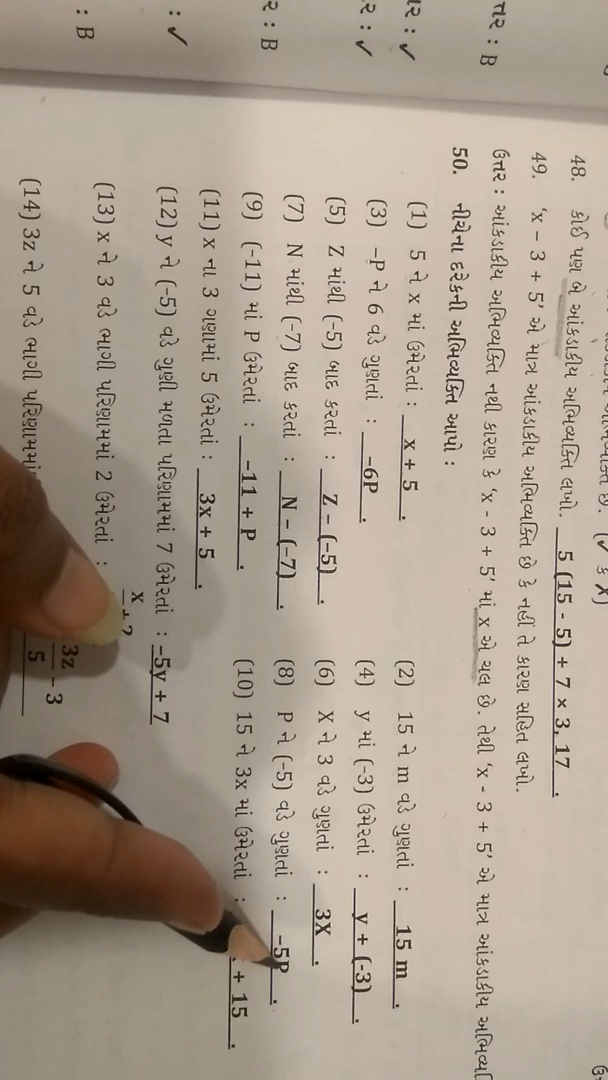 48. કોઈ પણ બે આંકડાકીય અભિવ્યક્તિ લખો. 5 (15 - 5) + 7 × 3, 17 .
49. 'x – 3 + 5' એ માત્ર આંકડાકીય અભિવ્યક્તિ છે કે નહીં તે કારણ સહિત લખો.
ઉત્તર : આંકડાકીય અભિવ્યક્તિ નથી કારણ કે 'x - 3 + 5' માં x એ ચલ છે. તેથી 'x - 3 + 5' એ માત્ર આંકડાકીય
50. નીચેના દરેકની અભિવ્યક્તિ આપો :
(1) 5 ને x માં ઉમેરતાં : x + 5 . (2) 15 ને m વડે ગુણતાં : 15 m .
(3) –P ને 6 વડે ગુણતાં : -6P . (4) y માં (-3) ઉમેરતાં : y + (-3) .
(5) Z માંથી (-5) બાદ કરતાં : Z – (–5) . (6) X ને 3 વડે ગુણતાં : 3X .
(7) N માંથી (-7) બાદ કરતાં : N – (–7) . (8) P ને (-5) વડે ગુણતાં : -5P .
(9) (-11) માં P ઉમેરતાં : -11 + P . (10) 15 ને 3x માં ઉમેરતાં : + 15 .
(11) x ના 3 ગણામાં 5 ઉમેરતાં : 3x + 5 .
(12) y ને (-5) વડે ગુણી મળતા પરિણામમાં 7 ઉમેરતાં : -5y + 7
(13) x ને 3 વડે ભાગી પરિણામમાં 2 ઉમેરતાં : x
(14) 3z ને 5 વડે ભાગી પરિણામમાં 3z/5 - 3
ત્તર : B
ર : ✓
ર : ✓
ર : B
: ✓
: B